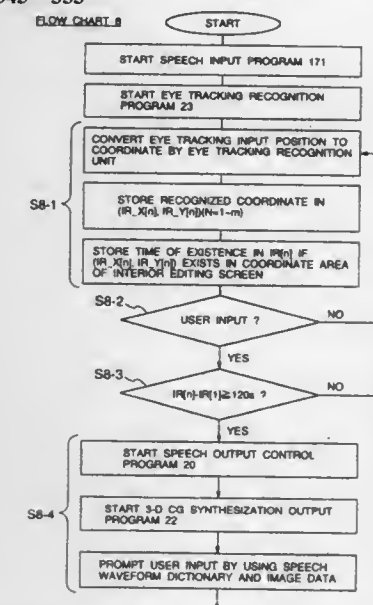 FLOW CHART 8
START
START SPEECH INPUT PROGRAM 171
START EYE TRACKING RECOGNITION
PROGRAM 23
CONVERT EYE TRACKING INPUT POSITION TO
COORDINATE BY EYE TRACKING RECOGNITION
UNIT
S8-1
STORE RECOGNIZED COORDINATE IN
(IR_X[n], IR_Y[n])(N=1~m)
STORE TIME OF EXISTENCE IN IR[n] IF
(IR_X[n], IR_Y[n]) EXISTS IN COORDINATE AREA
OF INTERIOR EDITING SCREEN
S8-2
USER INPUT ?
NO
YES
S8-3
IR[n]-IR[1]≧120s ?
NO
YES
START SPEECH OUTPUT CONTROL
PROGRAM 20
S8-4
START 3-D CG SYNTHESIZATION OUTPUT
PROGRAM 22
PROMPT USER INPUT BY USING SPEECH
WAVEFORM DICTIONARY AND IMAGE DATA